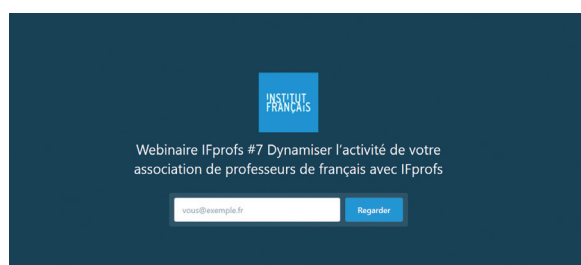 INSTITUT
FRANÇAIS
Webinaire IFprofs #7 Dynamiser l'activité de votre
association de professeurs de français avec IFprofs
vous@exemple.fr Regarder